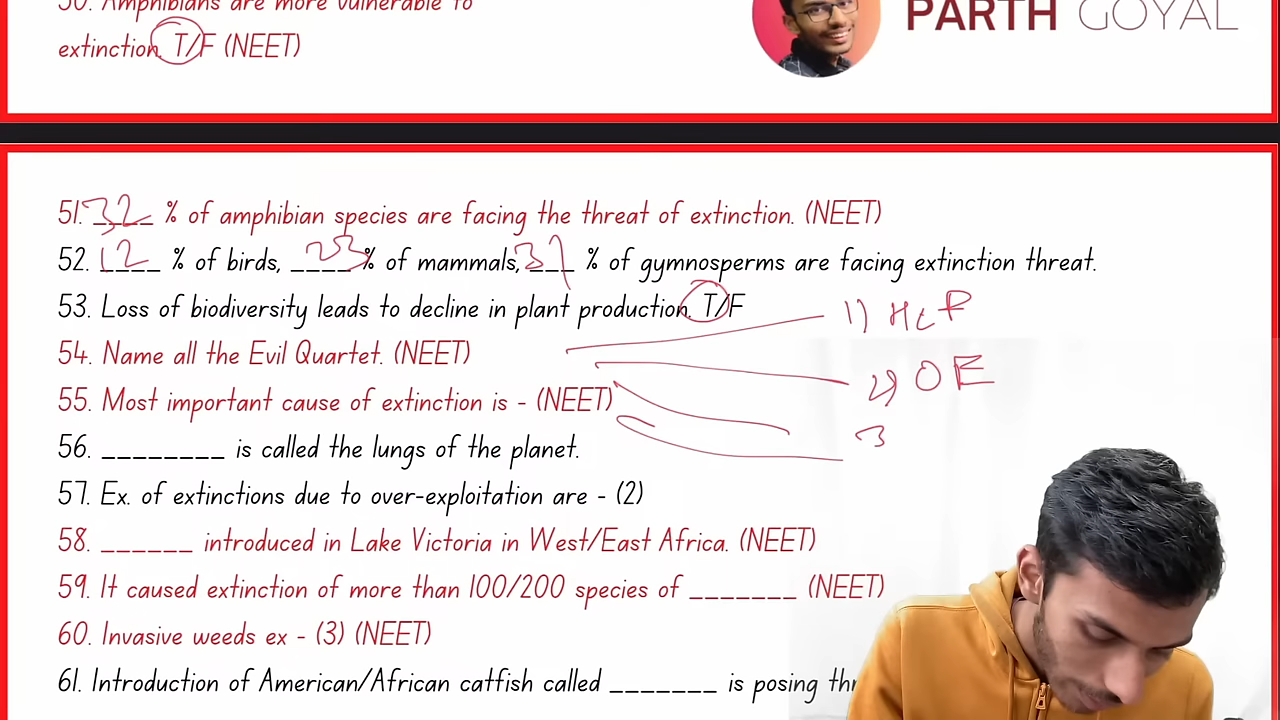 50. Amphibians are more vulnerable to
extinction. T/F (NEET)
PARTH GOYAL
51. 32 % of amphibian species are facing the threat of extinction. (NEET)
52. 12 % of birds, 23 % of mammals, 31 % of gymnosperms are facing extinction threat.
53. Loss of biodiversity leads to decline in plant production. T/F
1) HLF
54. Name all the Evil Quartet. (NEET)
2) OE
55. Most important cause of extinction is - (NEET)
3
56. ________ is called the lungs of the planet.
57. Ex. of extinctions due to over-exploitation are - (2)
58. ______ introduced in Lake Victoria in West/East Africa. (NEET)
59. It caused extinction of more than 100/200 species of _______ (NEET)
60. Invasive weeds ex - (3) (NEET)
61. Introduction of American/African catfish called _______ is posing thr